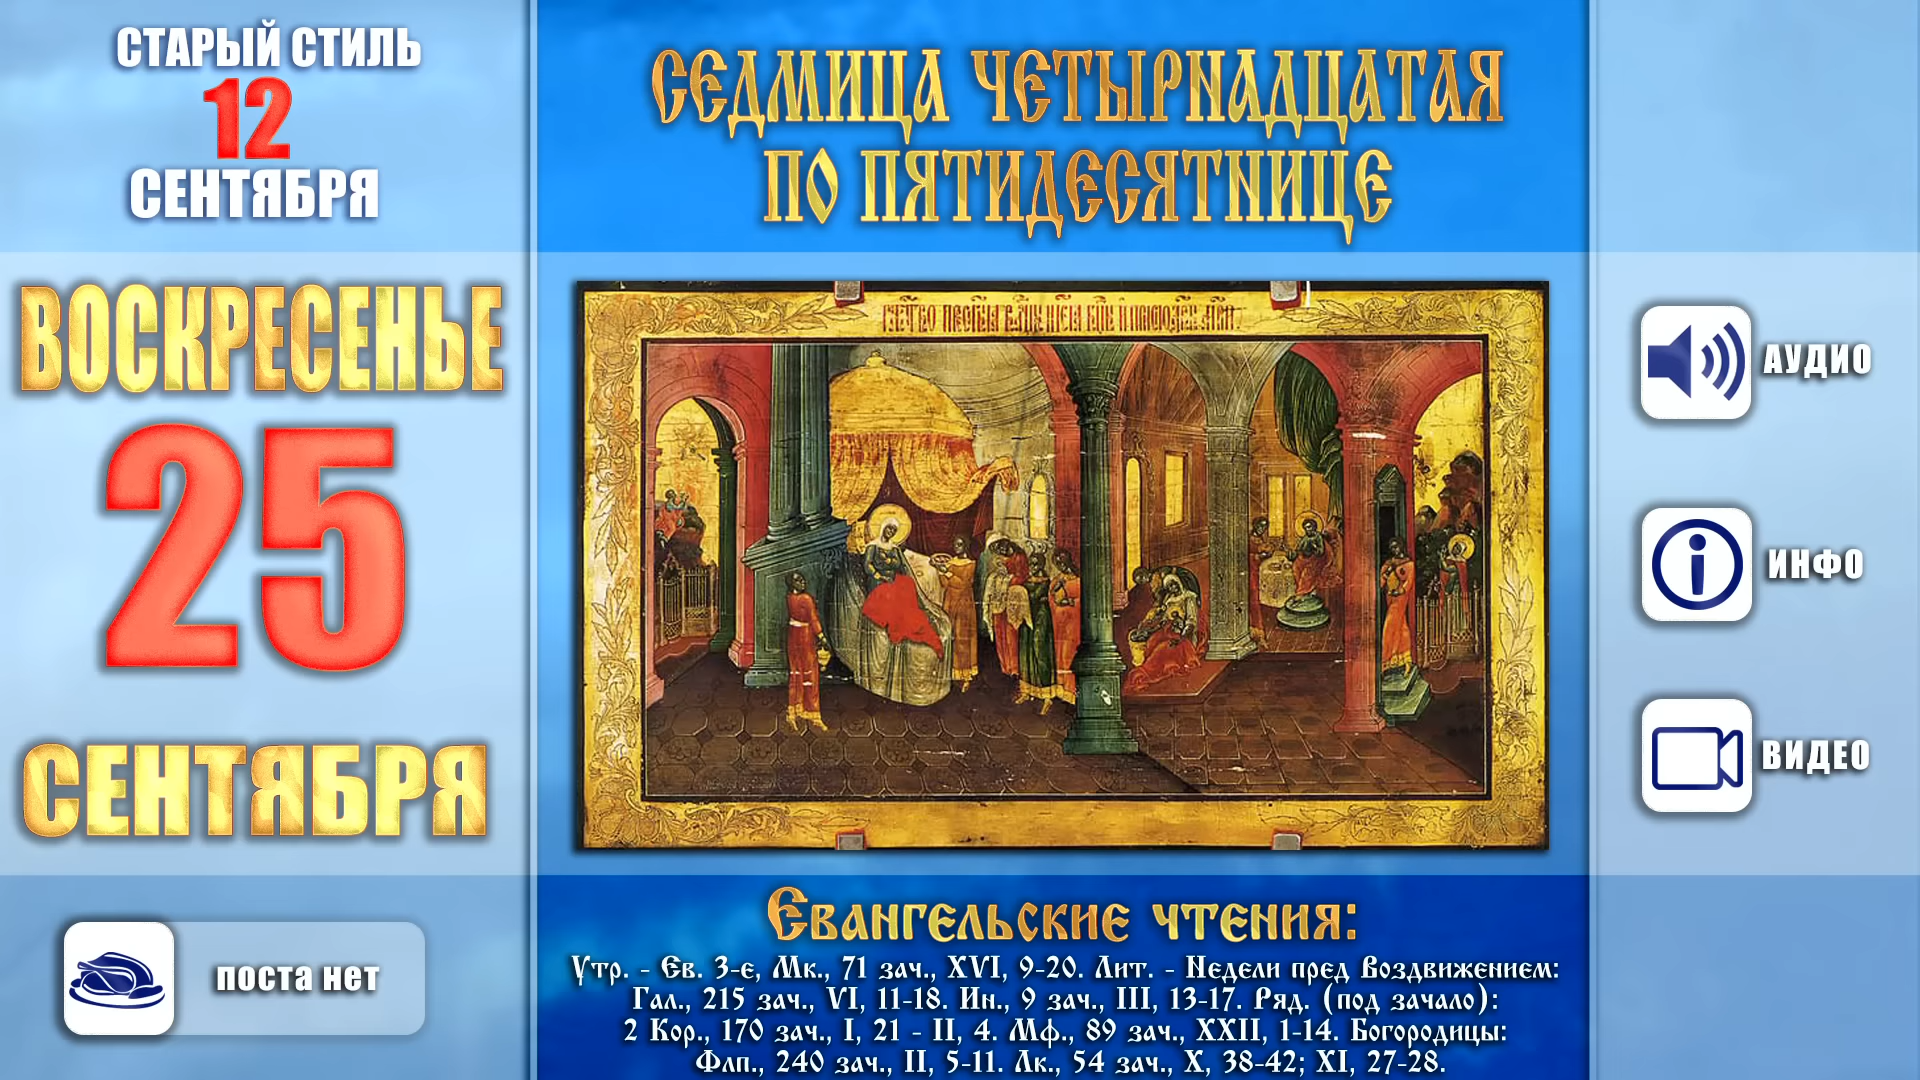 СТАРЫЙ СТИЛЬ
12
СЕНТЯБРЯ
ВОСКРЕСЕНЬЕ
25
СЕНТЯБРЯ
ПОСТА НЕТ
СЕДМИЦА ЧЕТЫРНАДЦАТАЯ
ПО ПЯТИДЕСЯТНИЦЕ
Евангельские чтения:
Утр. - Ев. 3-е, Мк., 71 зач., XVI, 9-20. Лит. - Недели пред Воздвижением:
Гал., 215 зач., VI, 11-18. Ин., 9 зач., III, 13-17. Ряд. (под зачало):
2 Кор., 170 зач., I, 21 - II, 4. Мф., 89 зач., XXII, 1-14. Богородицы:
Флп., 240 зач., II, 5-11. Лк., 54 зач., X, 38-42; XI, 27-28.
АУДИО
ИНФО
ВИДЕО